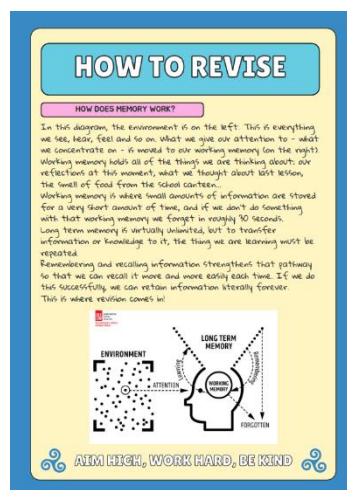 HOW TO REVISE
HOW DOES MEMORY WORK?
In this diagram, the environment is on the left. This is everything
we see, hear, feel and so on. What we give our attention to - what
we concentrate on - is moved to our working memory (on the right).
Working memory holds all of the things we are thinking about: our
reflections at this moment, what we thought about last lesson,
the smell of food from the school canteen...
Working memory is where small amounts of information are stored
for a very short amount of time, and if we don't do something
with that working memory we forget in roughly 30 seconds.
Long term memory is virtually unlimited, but to transfer
information or knowledge to it, the thing we are learning must be
repeated.
Remembering and recalling information strengthens that pathway
so that we can recall it more and more easily each time. If we do
this successfully, we can retain information literally forever.
This is where revision comes in!
ENVIRONMENT
ATTENTION
LONG TERM
MEMORY
Learning
Remembering
WORKING
MEMORY
FORGOTTEN
AIM HIGH, WORK HARD, BE KIND